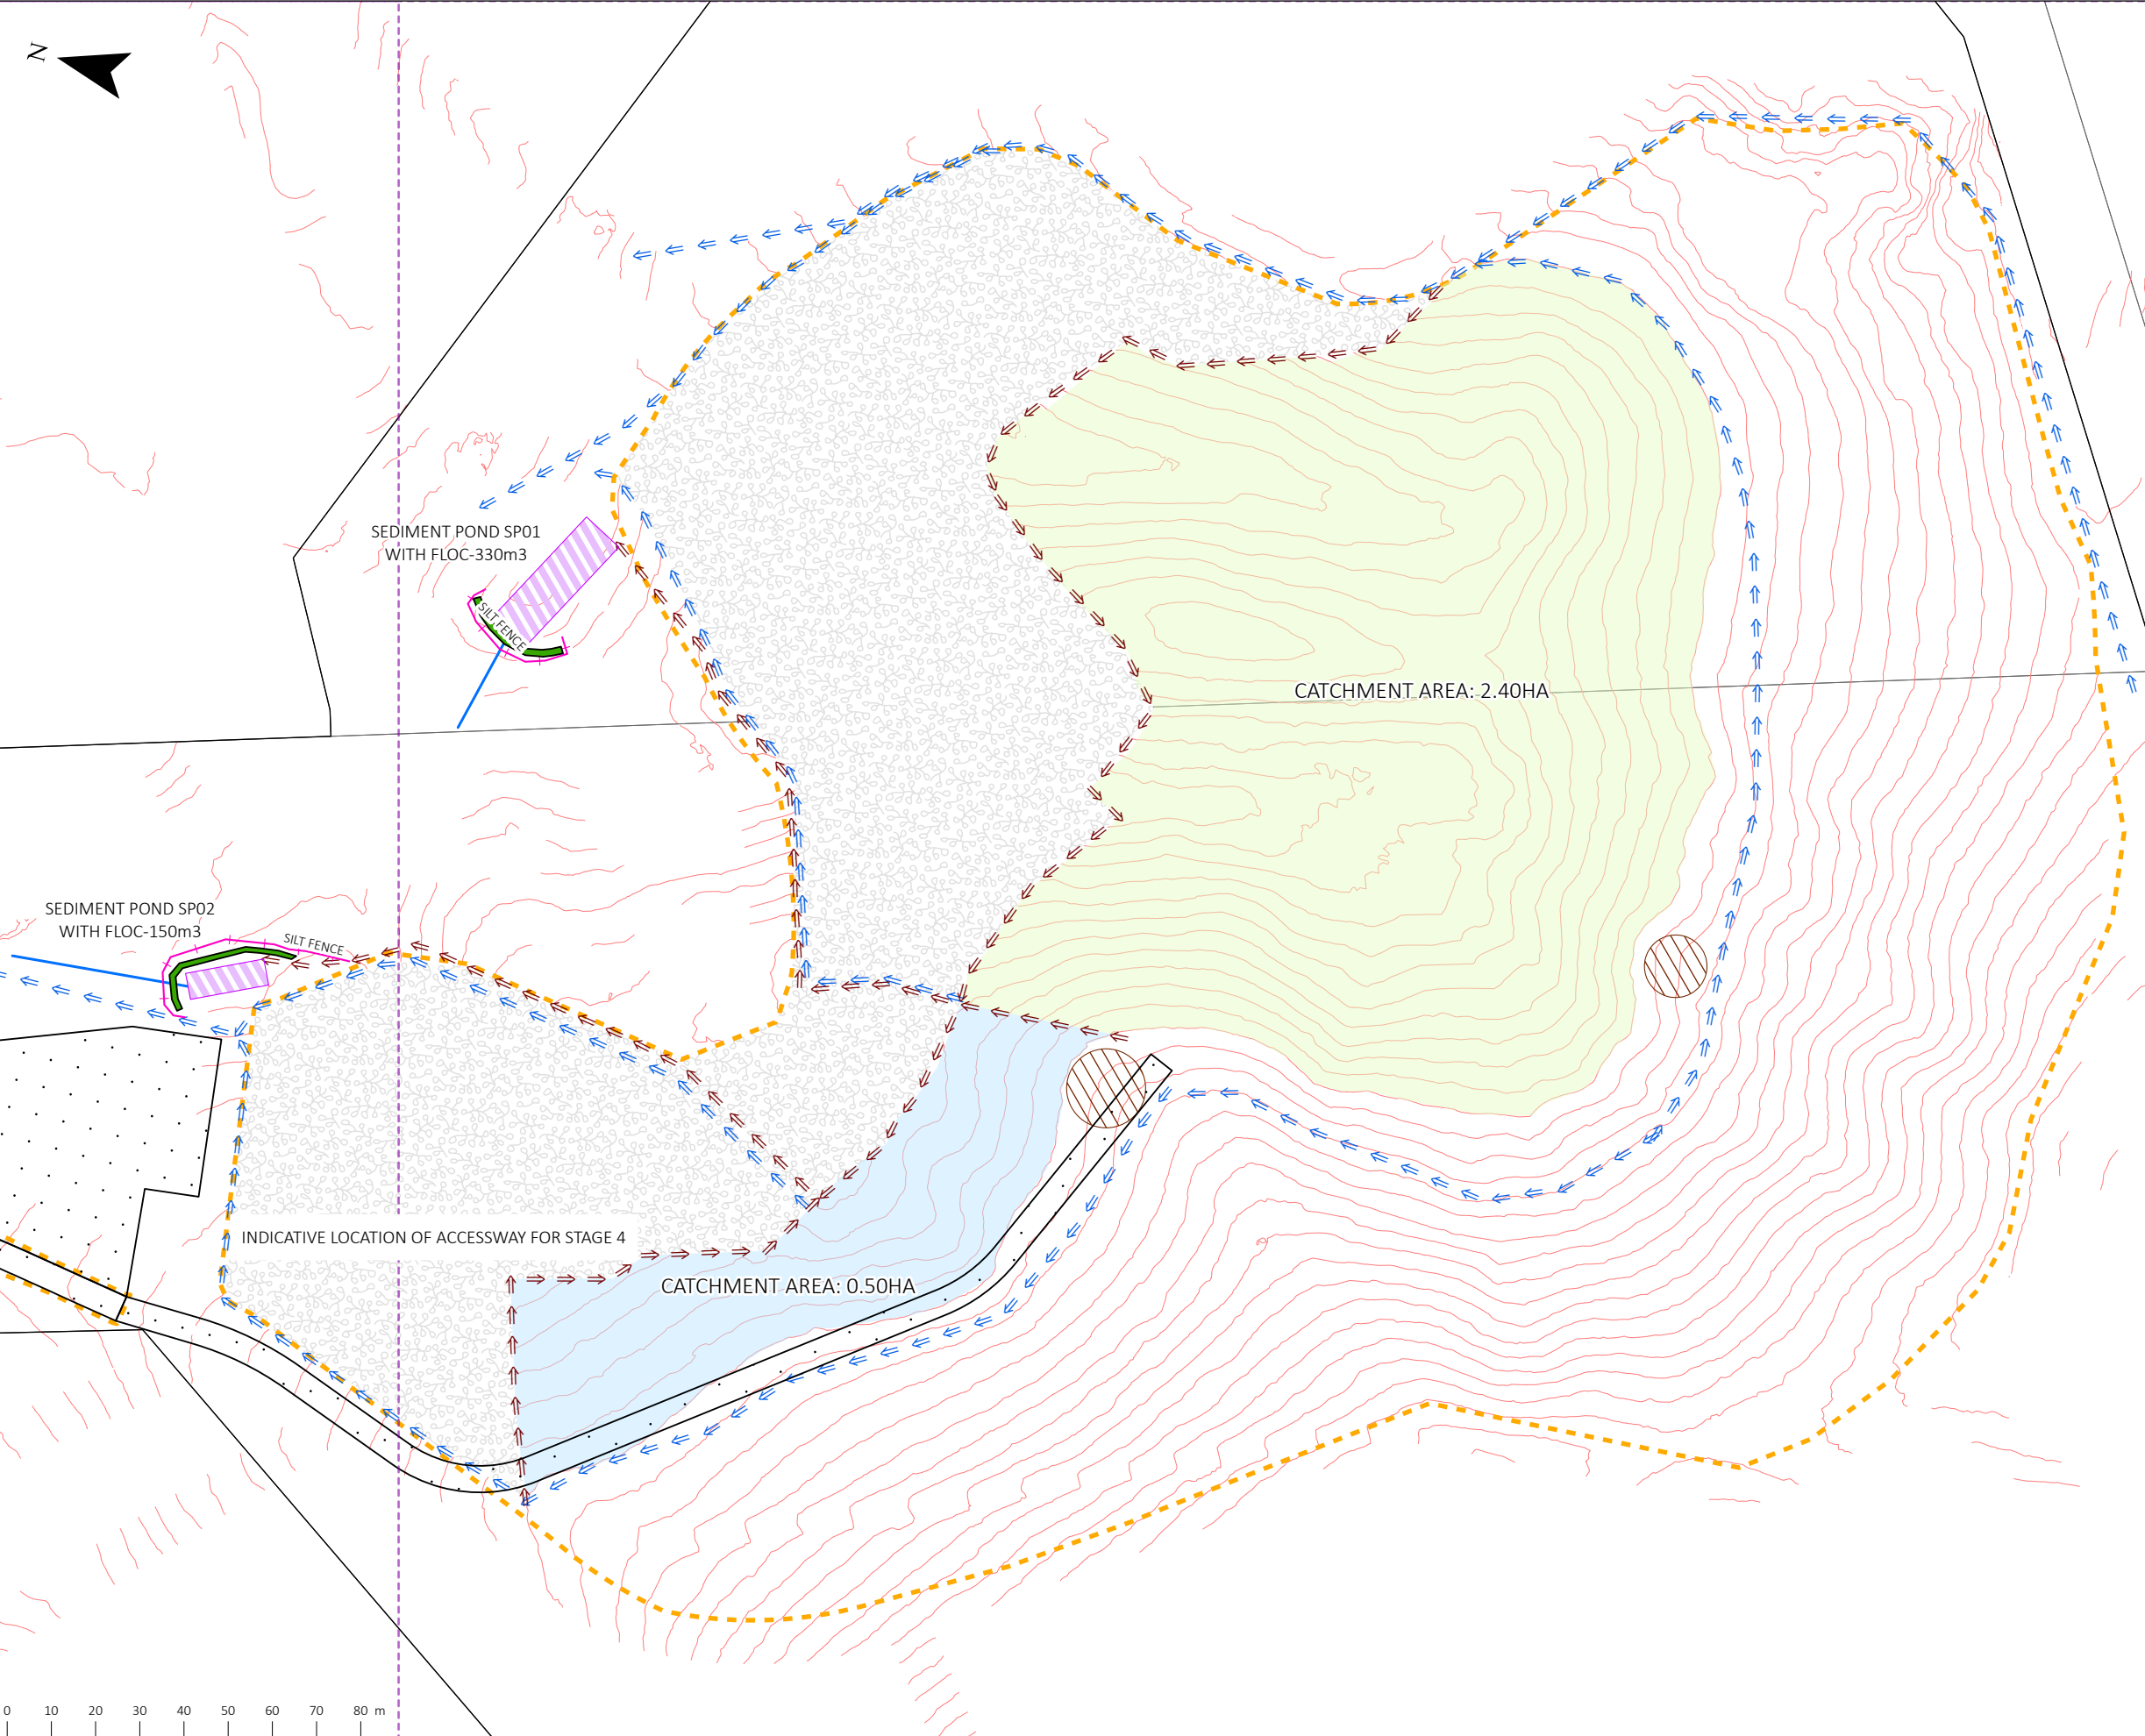 N
SEDIMENT POND SP01
WITH FLOC-330m3
SILT FENCE
CATCHMENT AREA: 2.40HA
SEDIMENT POND SP02
WITH FLOC-150m3
SILT FENCE
INDICATIVE LOCATION OF ACCESSWAY FOR STAGE 4
CATCHMENT AREA: 0.50HA
0 10 20 30 40 50 60 70 80 m